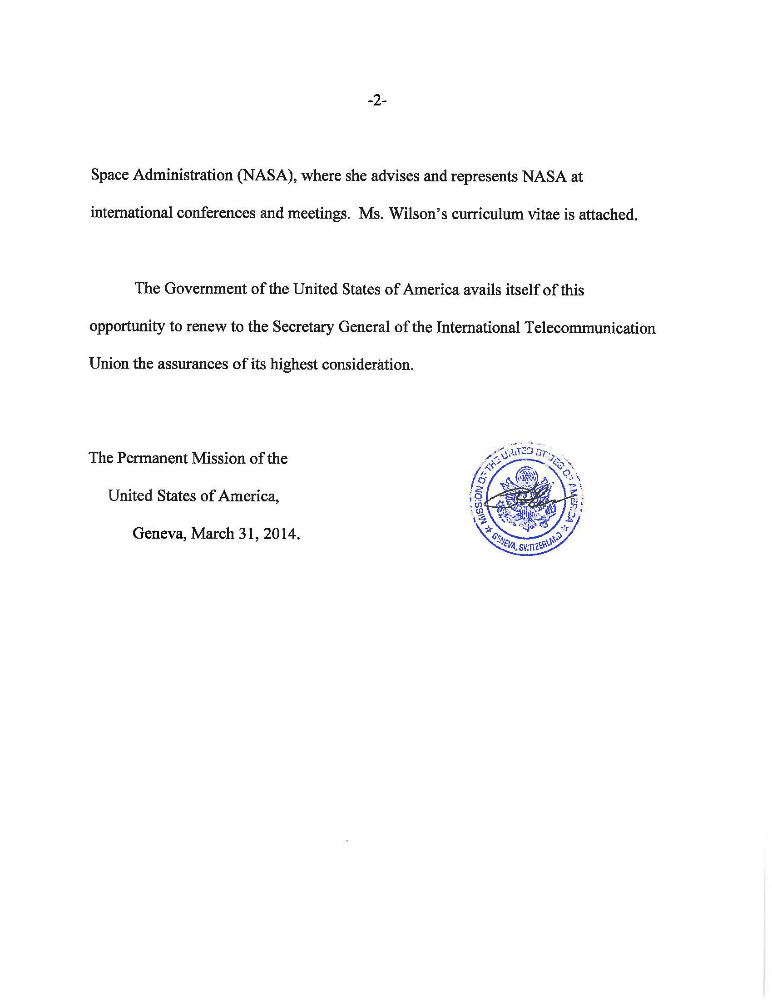 -2-
Space Administration (NASA), where she advises and represents NASA at
international conferences and meetings.  Ms. Wilson's curriculum vitae is attached.
The Government of the United States of America avails itself of this
opportunity to renew to the Secretary General of the International Telecommunication
Union the assurances of its highest consideration.
The Permanent Mission of the
United States of America,
Geneva, March 31, 2014.
MISSION OF THE UNITED STATES OF AMERICA
★ GENEVA, SWITZERLAND ★